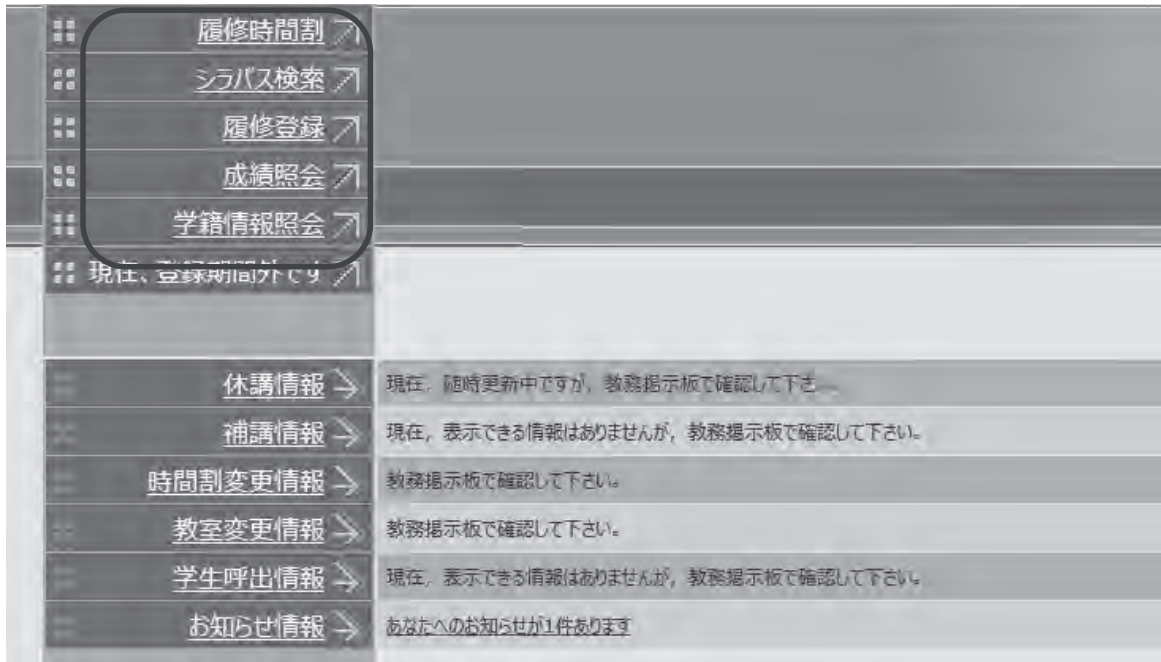 履修時間割
シラバス検索
履修登録
成績照会
学籍情報照会
現在、登録期間外です
休講情報 現在，随時更新中ですが，教務掲示板で確認して下さ...
補講情報 現在，表示できる情報はありませんが，教務掲示板で確認して下さい。
時間割変更情報 教務掲示板で確認して下さい。
教室変更情報 教務掲示板で確認して下さい。
学生呼出情報 現在，表示できる情報はありませんが，教務掲示板で確認して下さい。
お知らせ情報 あなたへのお知らせが1件あります